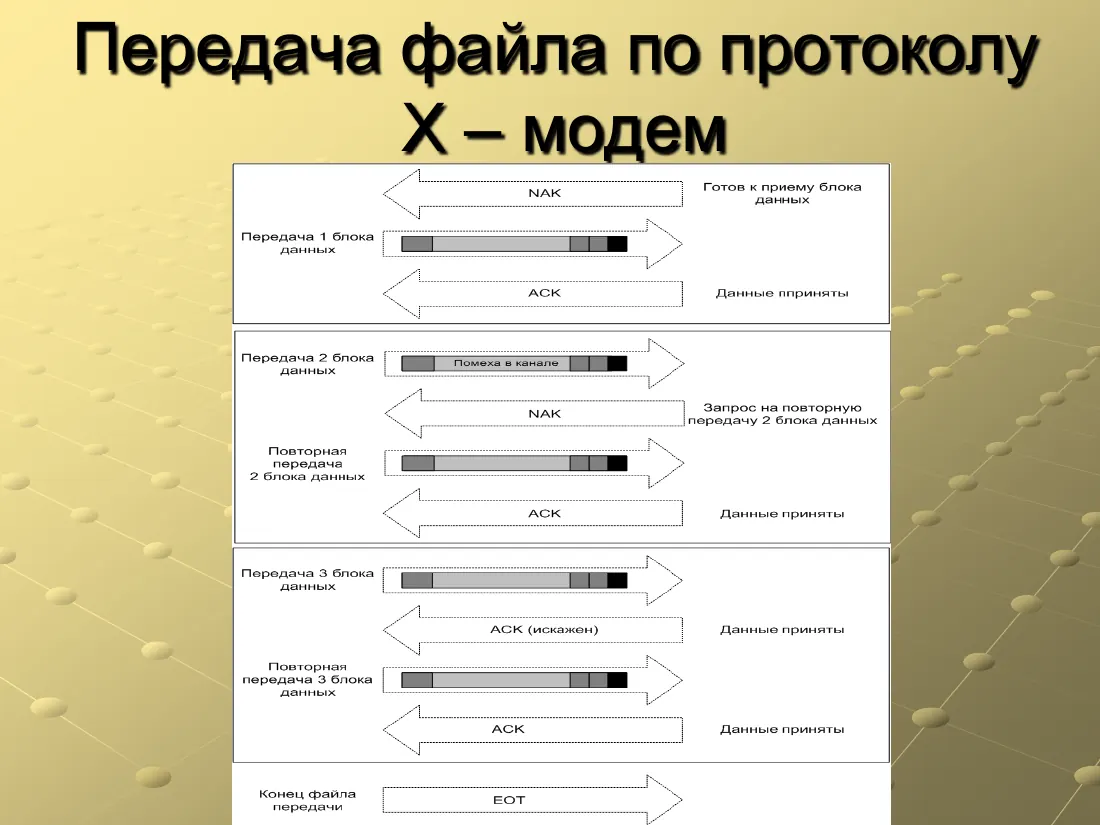 Передача файла по протоколу
X – модем
NAK
Готов к приему блока
данных
Передача 1 блока
данных
ACK
Данные пприняты
Передача 2 блока
данных
Помеха в канале
NAK
Запрос на повторную
передачу 2 блока данных
Повторная
передача
2 блока данных
ACK
Данные приняты
Передача 3 блока
данных
ACK (искажен)
Данные приняты
Повторная
передача 3 блока
данных
ACK
Данные приняты
Конец файла
передачи
EOT